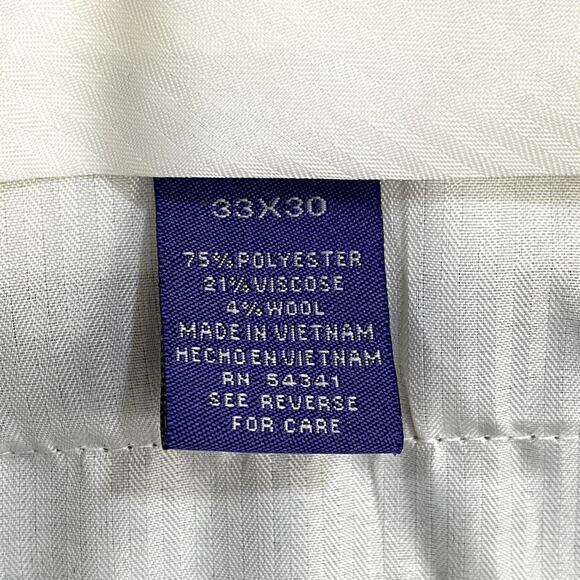 33X30
75% POLYESTER
21% VISCOSE
4% WOOL
MADE IN VIETNAM
HECHO EN VIETNAM
RN 54341
SEE REVERSE
FOR CARE